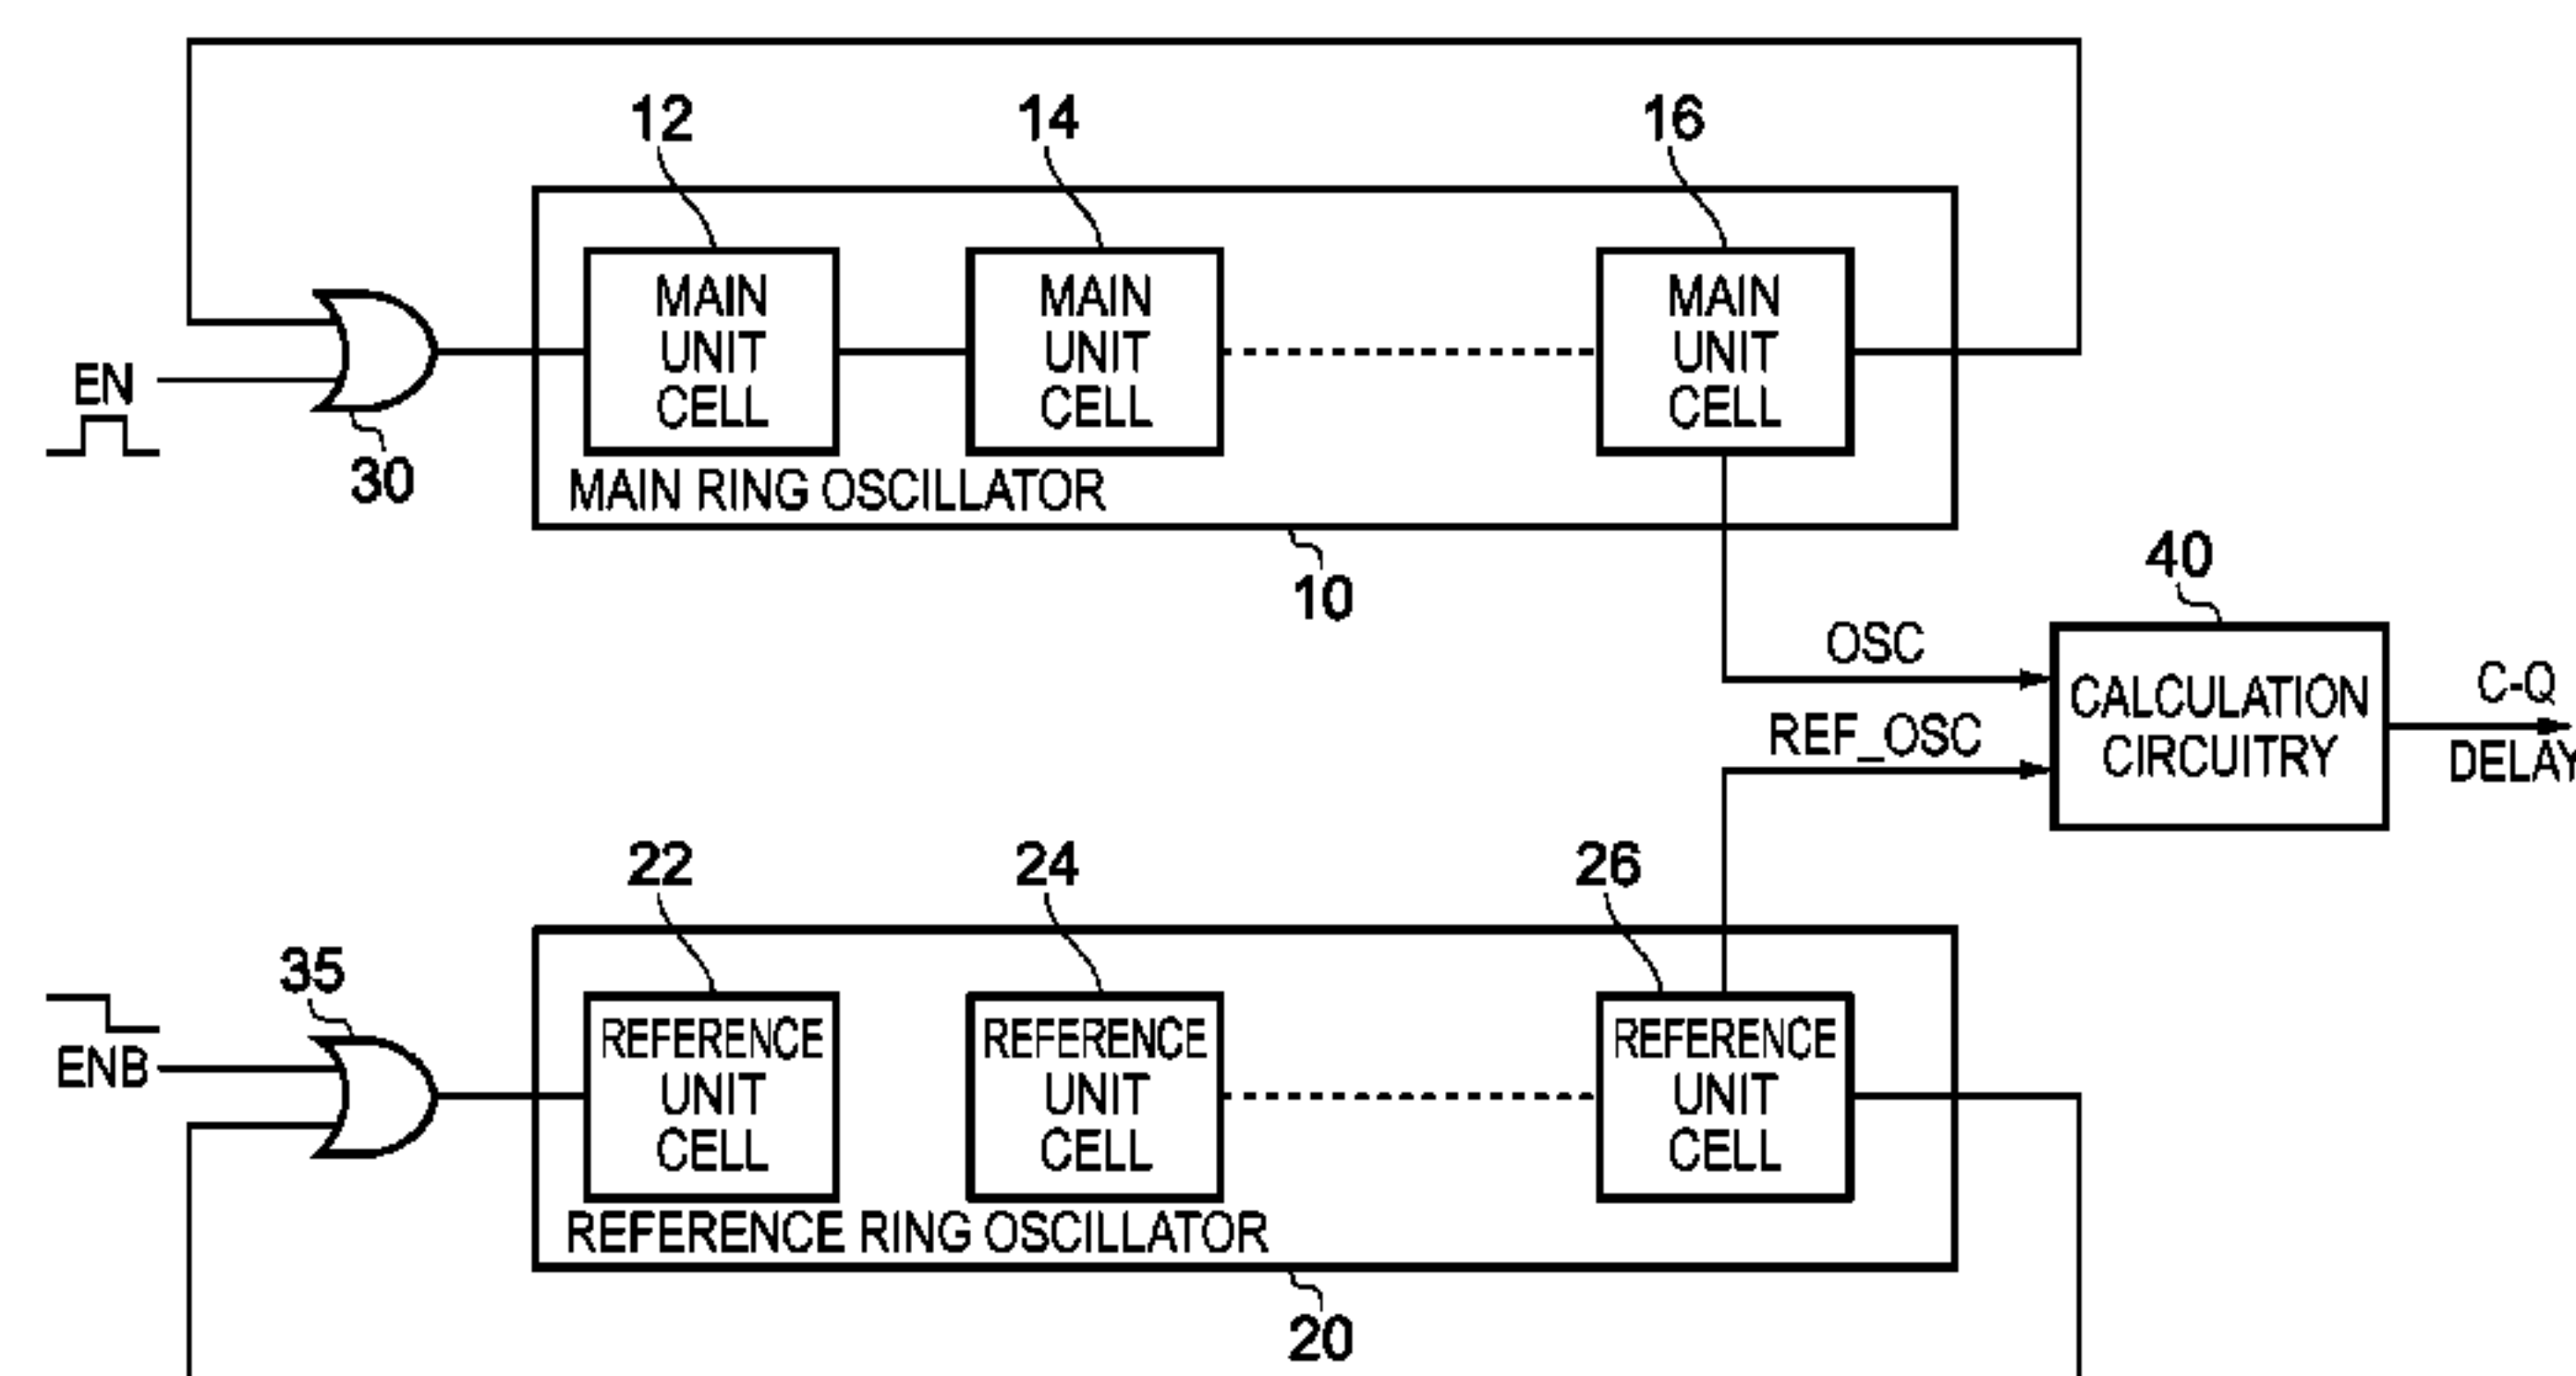 12
14
16
MAIN
UNIT
CELL
MAIN
UNIT
CELL
MAIN
UNIT
CELL
EN
30
MAIN RING OSCILLATOR
10
40
OSC
CALCULATION
CIRCUITRY
C-Q
DELAY
REF_OSC
22
24
26
35
ENB
REFERENCE
UNIT
CELL
REFERENCE
UNIT
CELL
REFERENCE
UNIT
CELL
REFERENCE RING OSCILLATOR
20